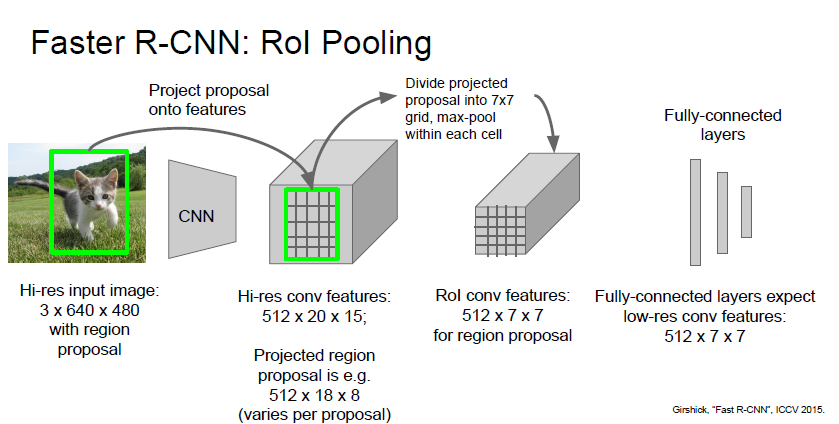 Faster R-CNN: RoI Pooling
Project proposal
onto features
Divide projected
proposal into 7x7
grid, max-pool
within each cell
Fully-connected
layers
CNN
Hi-res input image:
3 x 640 x 480
with region
proposal
Hi-res conv features:
512 x 20 x 15;
Projected region
proposal is e.g.
512 x 18 x 8
(varies per proposal)
RoI conv features:
512 x 7 x 7
for region proposal
Fully-connected layers expect
low-res conv features:
512 x 7 x 7
Girshick, "Fast R-CNN", ICCV 2015.